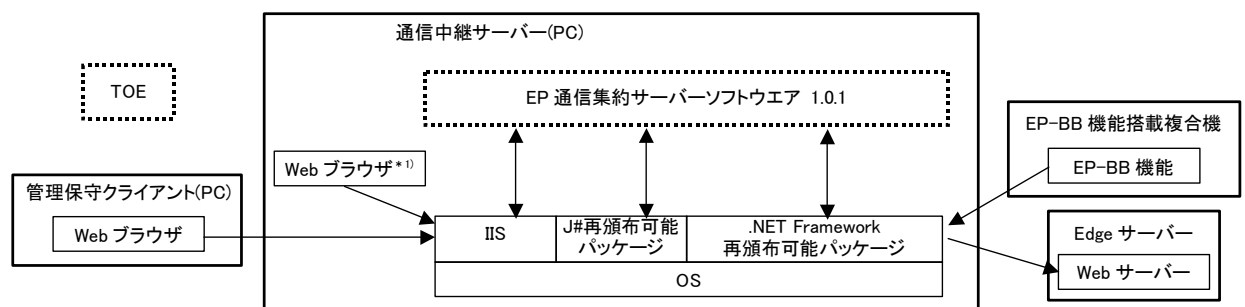 通信中継サーバー(PC)
TOE
EP 通信集約サーバーソフトウエア 1.0.1
EP-BB 機能搭載複合機
EP-BB 機能
Web ブラウザ*1)
管理保守クライアント(PC)
Web ブラウザ
IIS
J#再頒布可能
パッケージ
.NET Framework
再頒布可能パッケージ
OS
Edge サーバー
Web サーバー